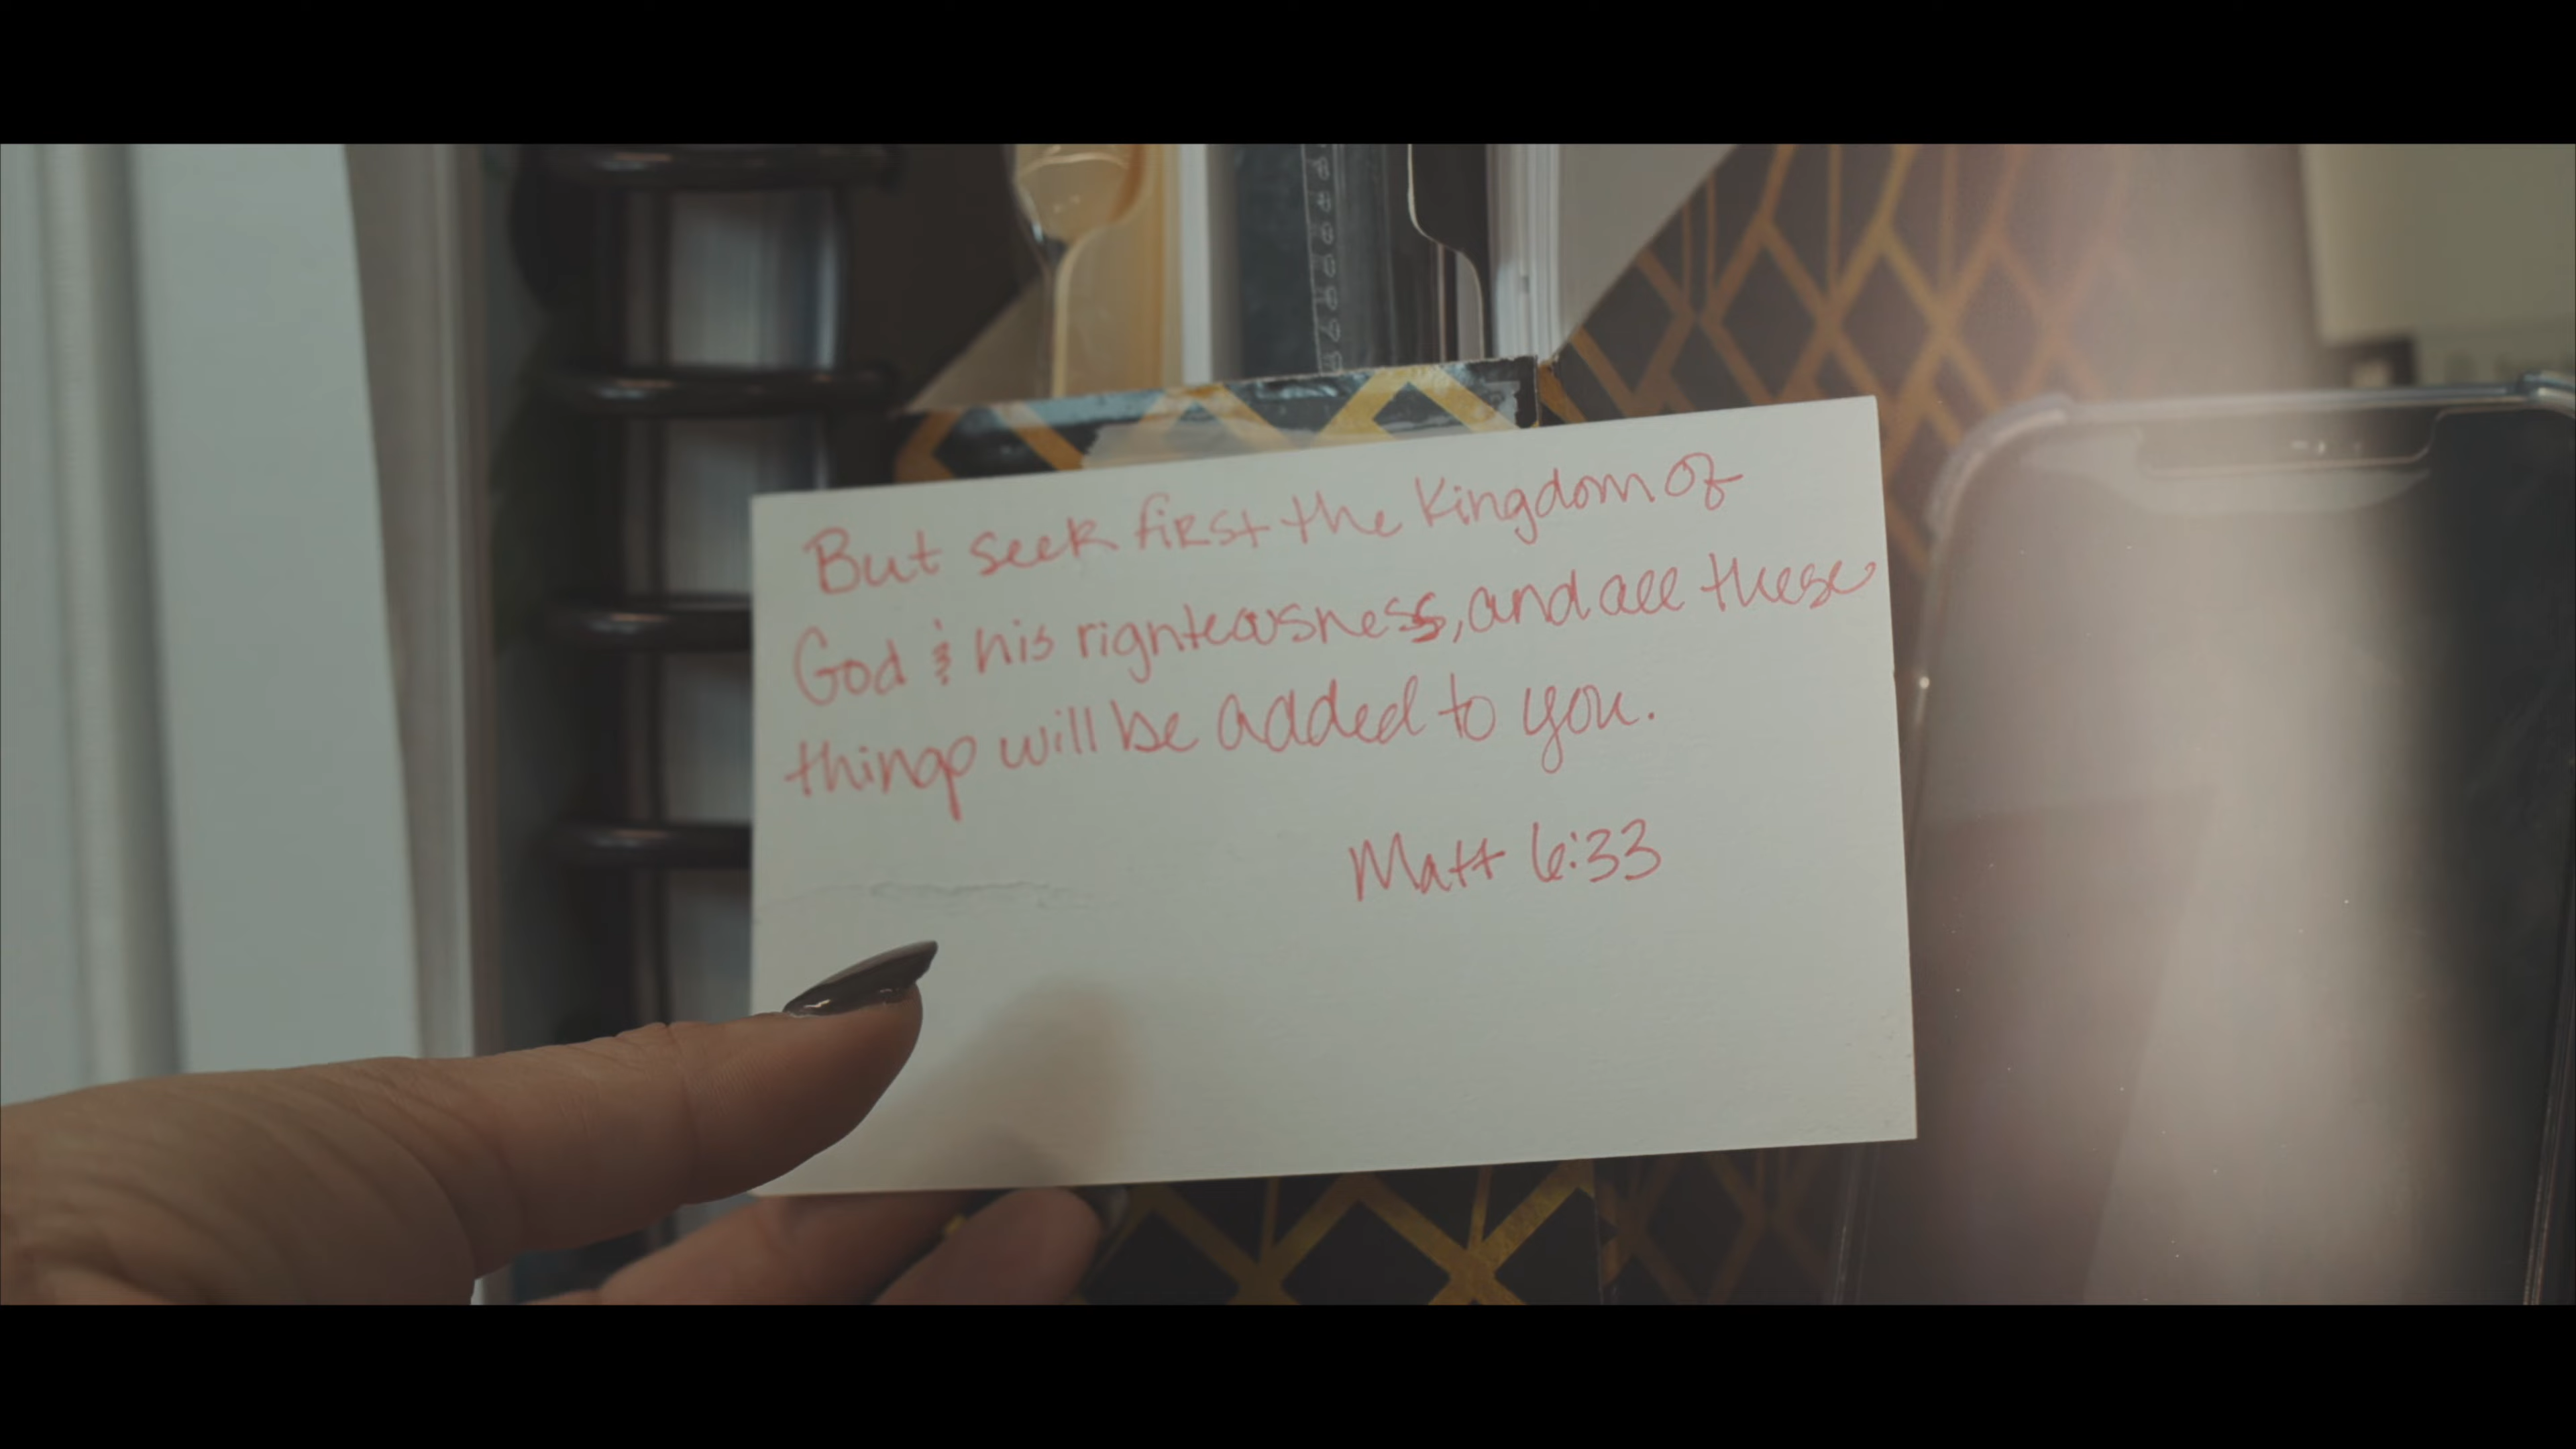 But seek first the Kingdom of
God & his righteousness, and all these
things will be added to you.
Matt 6:33